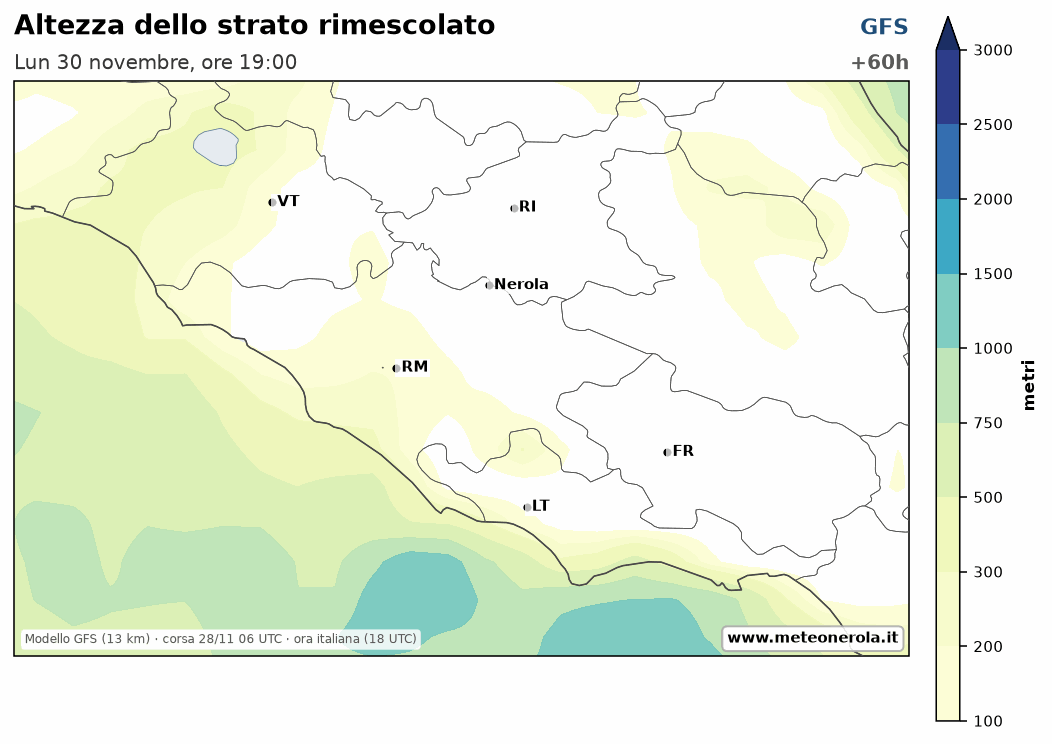 Altezza dello strato rimescolato
GFS
Lun 30 novembre, ore 19:00
+60h
3000
2500
2000
1500
1000
750
500
300
200
100
metri
VT
RI
Nerola
RM
FR
LT
Modello GFS (13 km) · corsa 28/11 06 UTC · ora italiana (18 UTC)
www.meteonerola.it